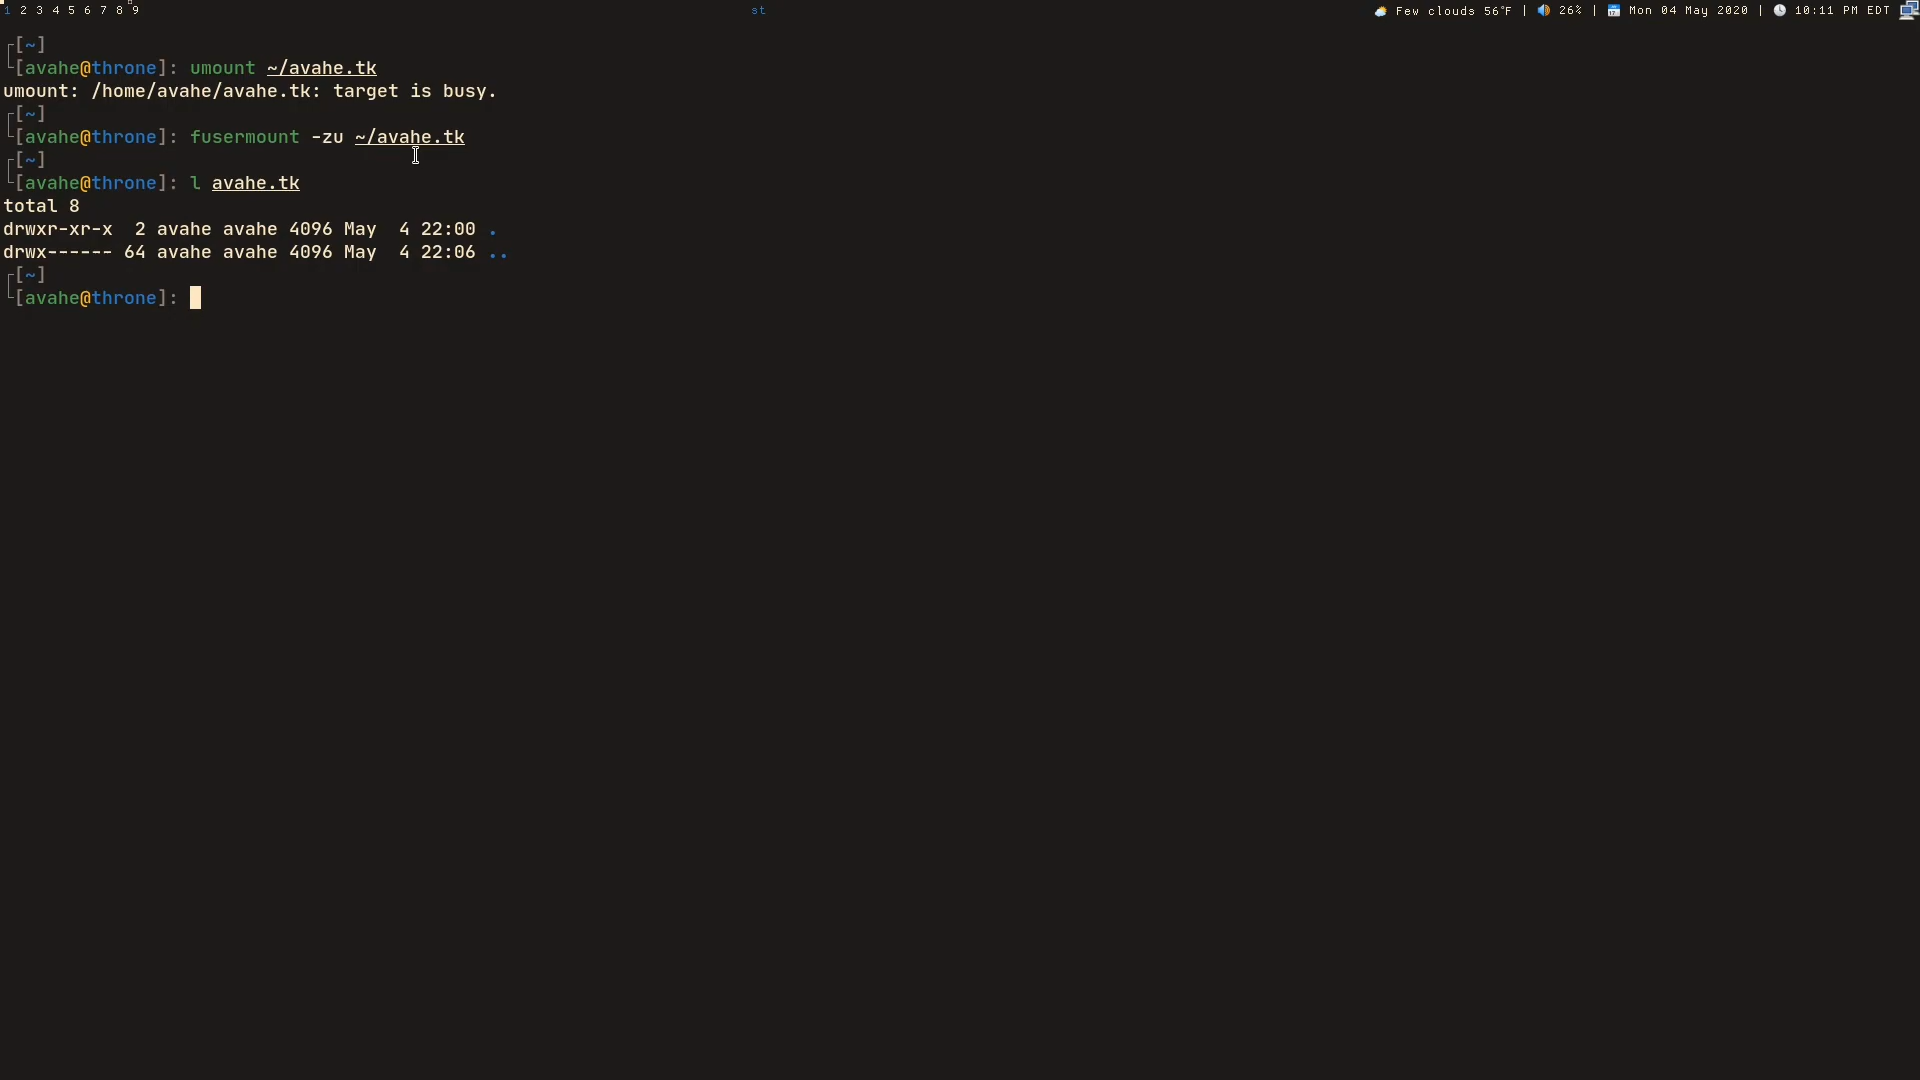 1 2 3 4 5 6 7 8 9 st Few clouds 56°F | 26% | Mon 04 May 2020 | 10:11 PM EDT
┌[~]
└[avahe@throne]: umount ~/avahe.tk
umount: /home/avahe/avahe.tk: target is busy.
┌[~]
└[avahe@throne]: fusermount -zu ~/avahe.tk
┌[~]
└[avahe@throne]: l avahe.tk
total 8
drwxr-xr-x  2 avahe avahe 4096 May  4 22:00 .
drwx------ 64 avahe avahe 4096 May  4 22:06 ..
┌[~]
└[avahe@throne]: